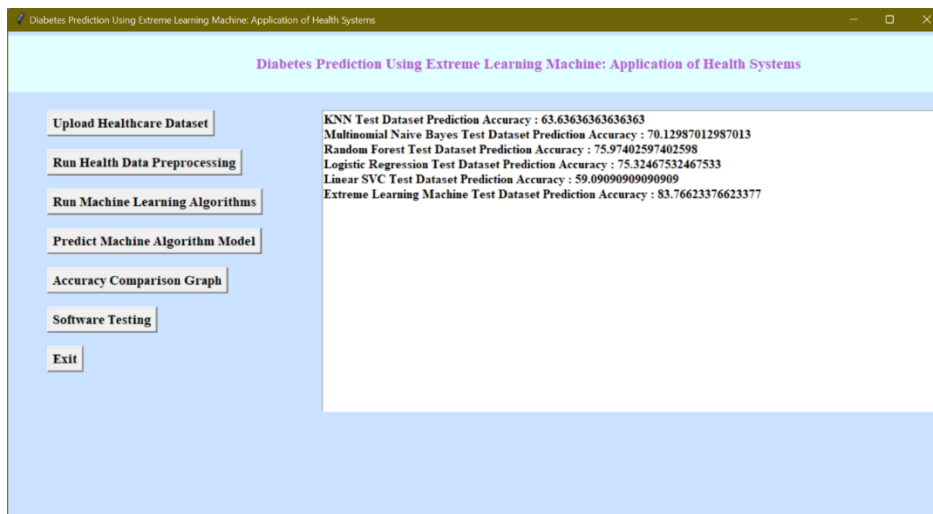 Diabetes Prediction Using Extreme Learning Machine: Application of Health Systems
Diabetes Prediction Using Extreme Learning Machine: Application of Health Systems
Upload Healthcare Dataset
Run Health Data Preprocessing
Run Machine Learning Algorithms
Predict Machine Algorithm Model
Accuracy Comparison Graph
Software Testing
Exit
KNN Test Dataset Prediction Accuracy : 63.63636363636363
Multinomial Naive Bayes Test Dataset Prediction Accuracy : 70.12987012987013
Random Forest Test Dataset Prediction Accuracy : 75.97402597402598
Logistic Regression Test Dataset Prediction Accuracy : 75.32467532467533
Linear SVC Test Dataset Prediction Accuracy : 59.09090909090909
Extreme Learning Machine Test Dataset Prediction Accuracy : 83.76623376623377